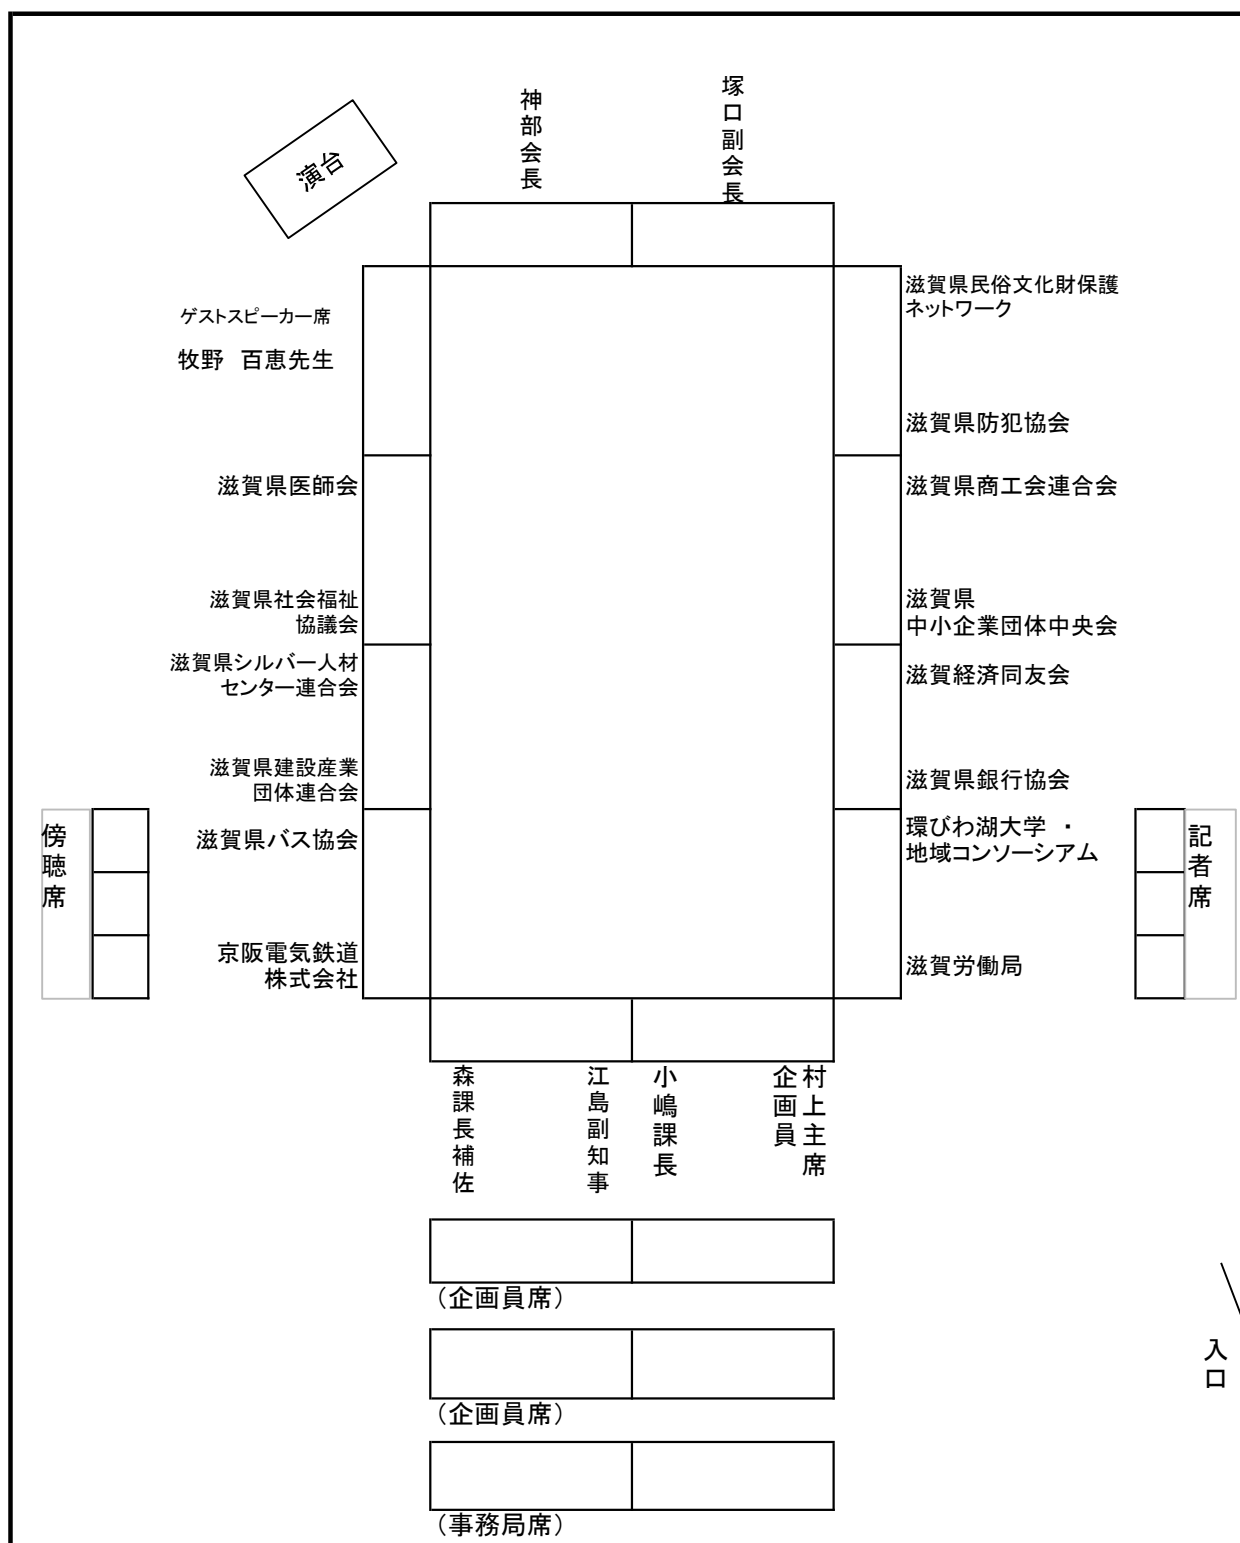 神部会長
塚口副会長
演台
ゲストスピーカー席
牧野　百恵先生
滋賀県医師会
滋賀県社会福祉
協議会
滋賀県シルバー人材
センター連合会
滋賀県建設産業
団体連合会
滋賀県バス協会
京阪電気鉄道
株式会社
滋賀県民俗文化財保護
ネットワーク
滋賀県防犯協会
滋賀県商工会連合会
滋賀県
中小企業団体中央会
滋賀経済同友会
滋賀県銀行協会
環びわ湖大学　・
地域コンソーシアム
滋賀労働局
傍聴席
記者席
森課長補佐
江島副知事
小嶋課長
村上主席
企画員
（企画員席）
（企画員席）
（事務局席）
入口